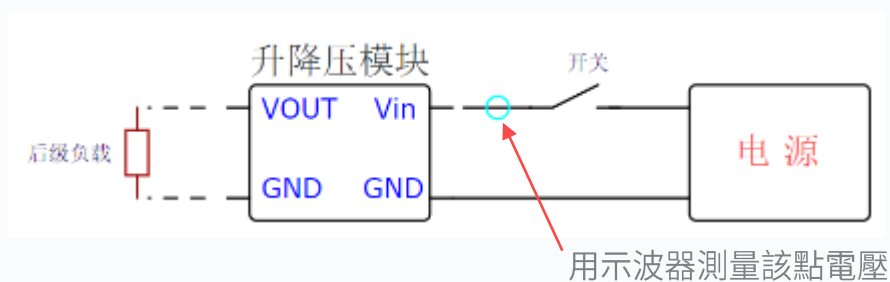 升降压模块
开关
VOUT Vin
电 源
后级负载
GND GND
用示波器測量該點電壓